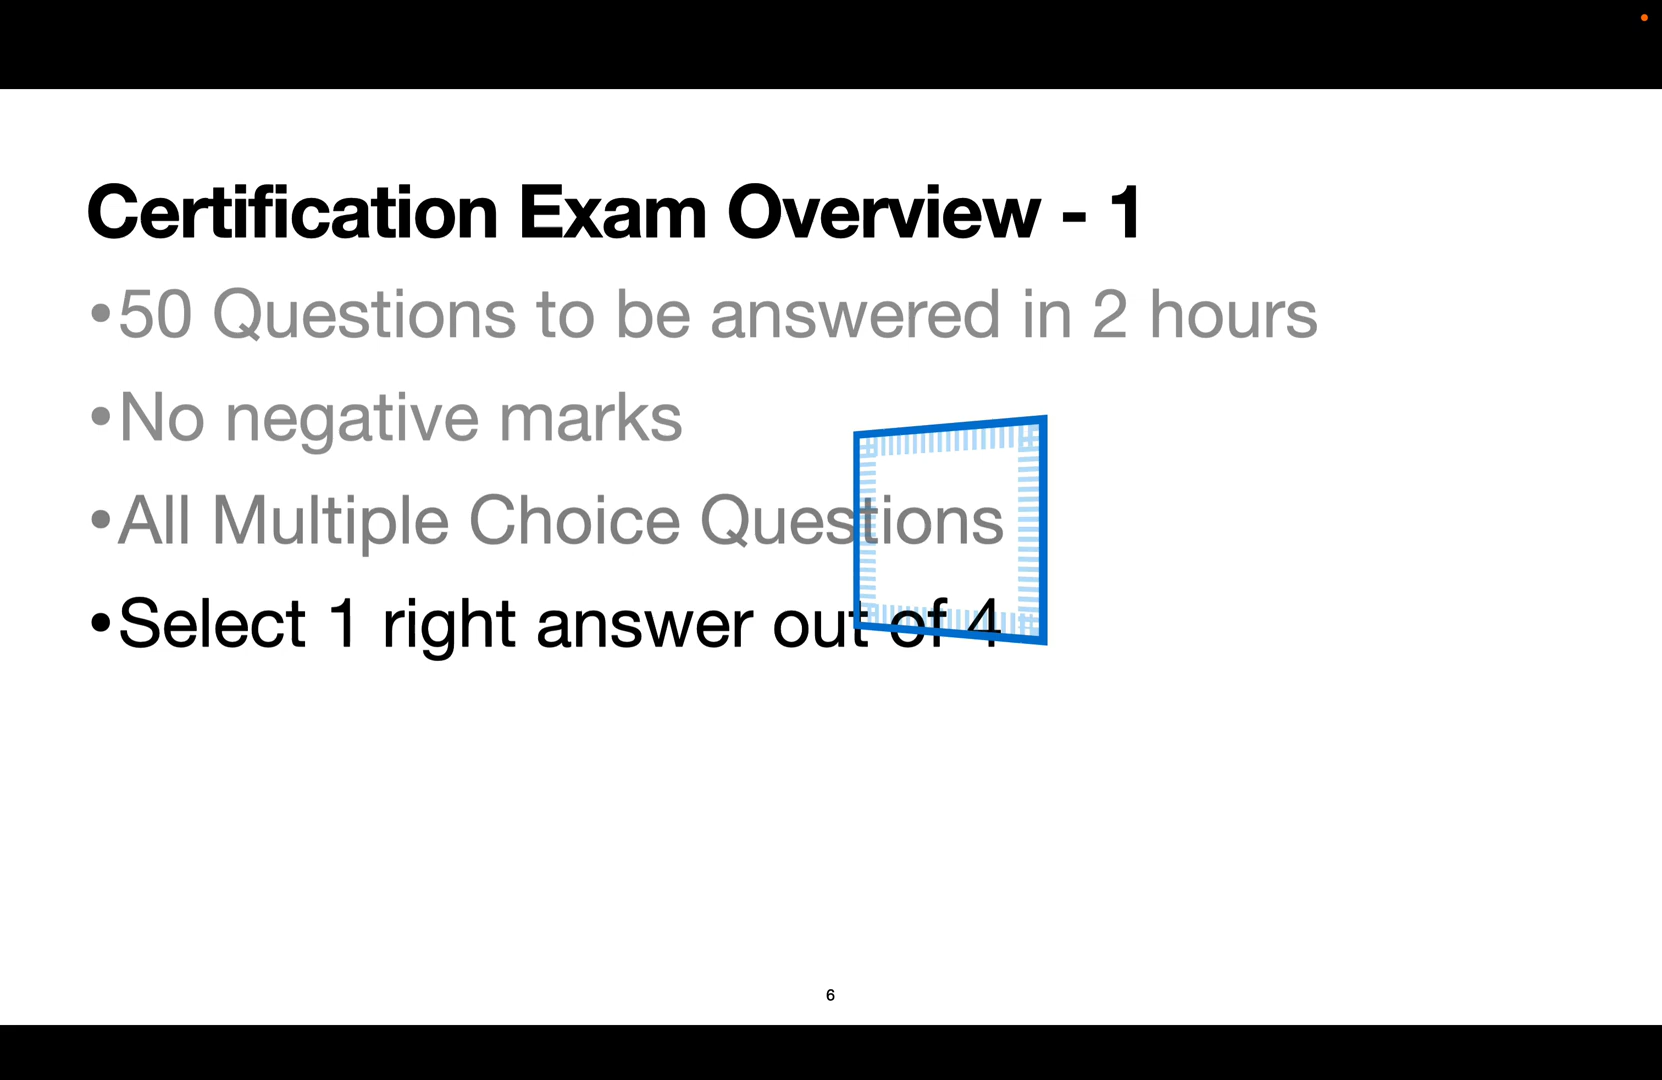 Certification Exam Overview - 1
•50 Questions to be answered in 2 hours
•No negative marks
•All Multiple Choice Questions
•Select 1 right answer out of 4
6